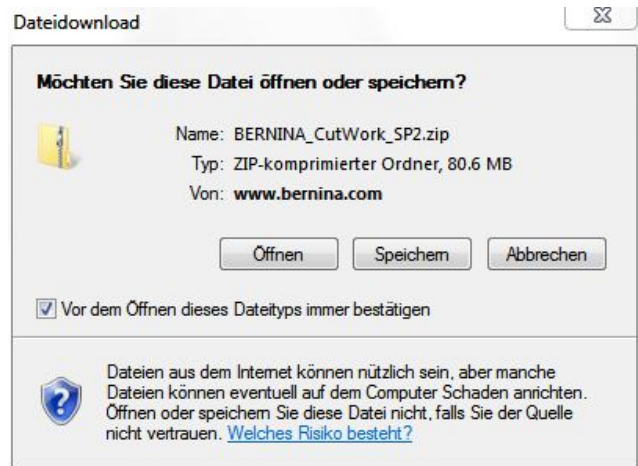 Dateidownload
Möchten Sie diese Datei öffnen oder speichern?
Name: BERNINA_CutWork_SP2.zip
Typ: ZIP-komprimierter Ordner, 80.6 MB
Von: www.bernina.com
Öffnen Speichern Abbrechen
Vor dem Öffnen dieses Dateityps immer bestätigen
Dateien aus dem Internet können nützlich sein, aber manche
Dateien können eventuell auf dem Computer Schaden anrichten.
Öffnen oder speichern Sie diese Datei nicht, falls Sie der Quelle
nicht vertrauen. Welches Risiko besteht?